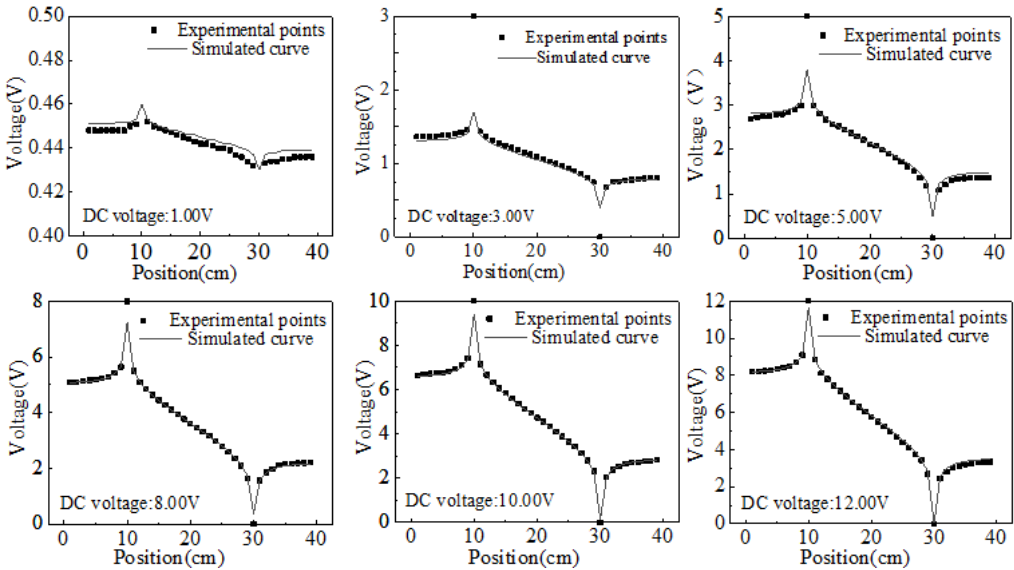 0.50
0.48
0.46
0.44
0.42
0.40
Voltage(V)
Experimental points
Simulated curve
DC voltage:1.00V
0 10 20 30 40
Position(cm)
3
2
1
0
Voltage(V)
Experimental points
Simulated curve
DC voltage:3.00V
0 10 20 30 40
Position(cm)
5
4
3
2
1
0
Voltage (V)
Experimental points
Simulated curve
DC voltage:5.00V
0 10 20 30 40
Position(cm)
8
6
4
2
0
Voltage(V)
Experimental points
Simulated curve
DC voltage:8.00V
0 10 20 30 40
Position(cm)
10
8
6
4
2
0
Voltage(V)
Experimental points
Simulated curve
DC voltage:10.00V
0 10 20 30 40
Position(cm)
12
10
8
6
4
2
0
Voltage(V)
Experimental points
Simulated curve
DC voltage:12.00V
0 10 20 30 40
Position(cm)